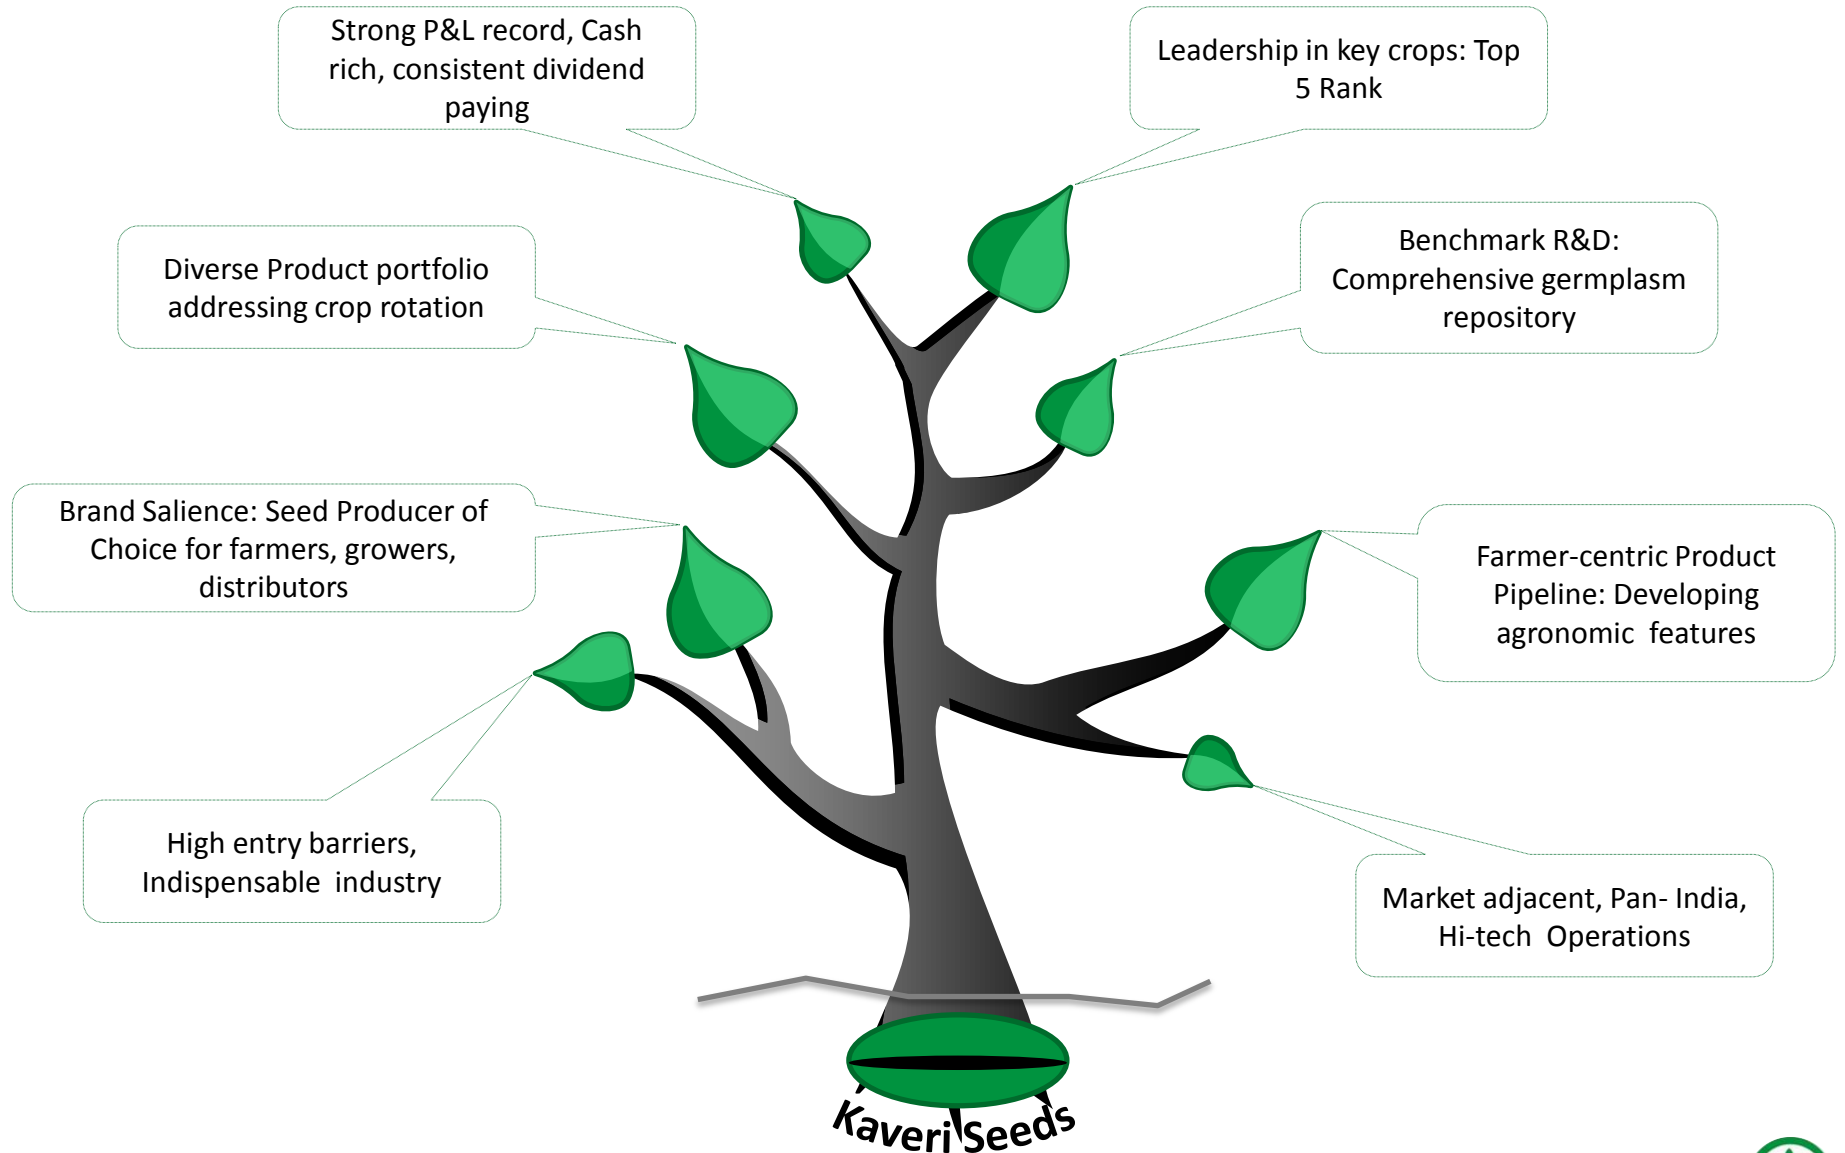 Strong P&L record, Cash
rich, consistent dividend
paying
Leadership in key crops: Top
5 Rank
Diverse Product portfolio
addressing crop rotation
Benchmark R&D:
Comprehensive germplasm
repository
Brand Salience: Seed Producer of
Choice for farmers, growers,
distributors
Farmer-centric Product
Pipeline: Developing
agronomic features
High entry barriers,
Indispensable industry
Market adjacent, Pan- India,
Hi-tech Operations
Kaveri Seeds